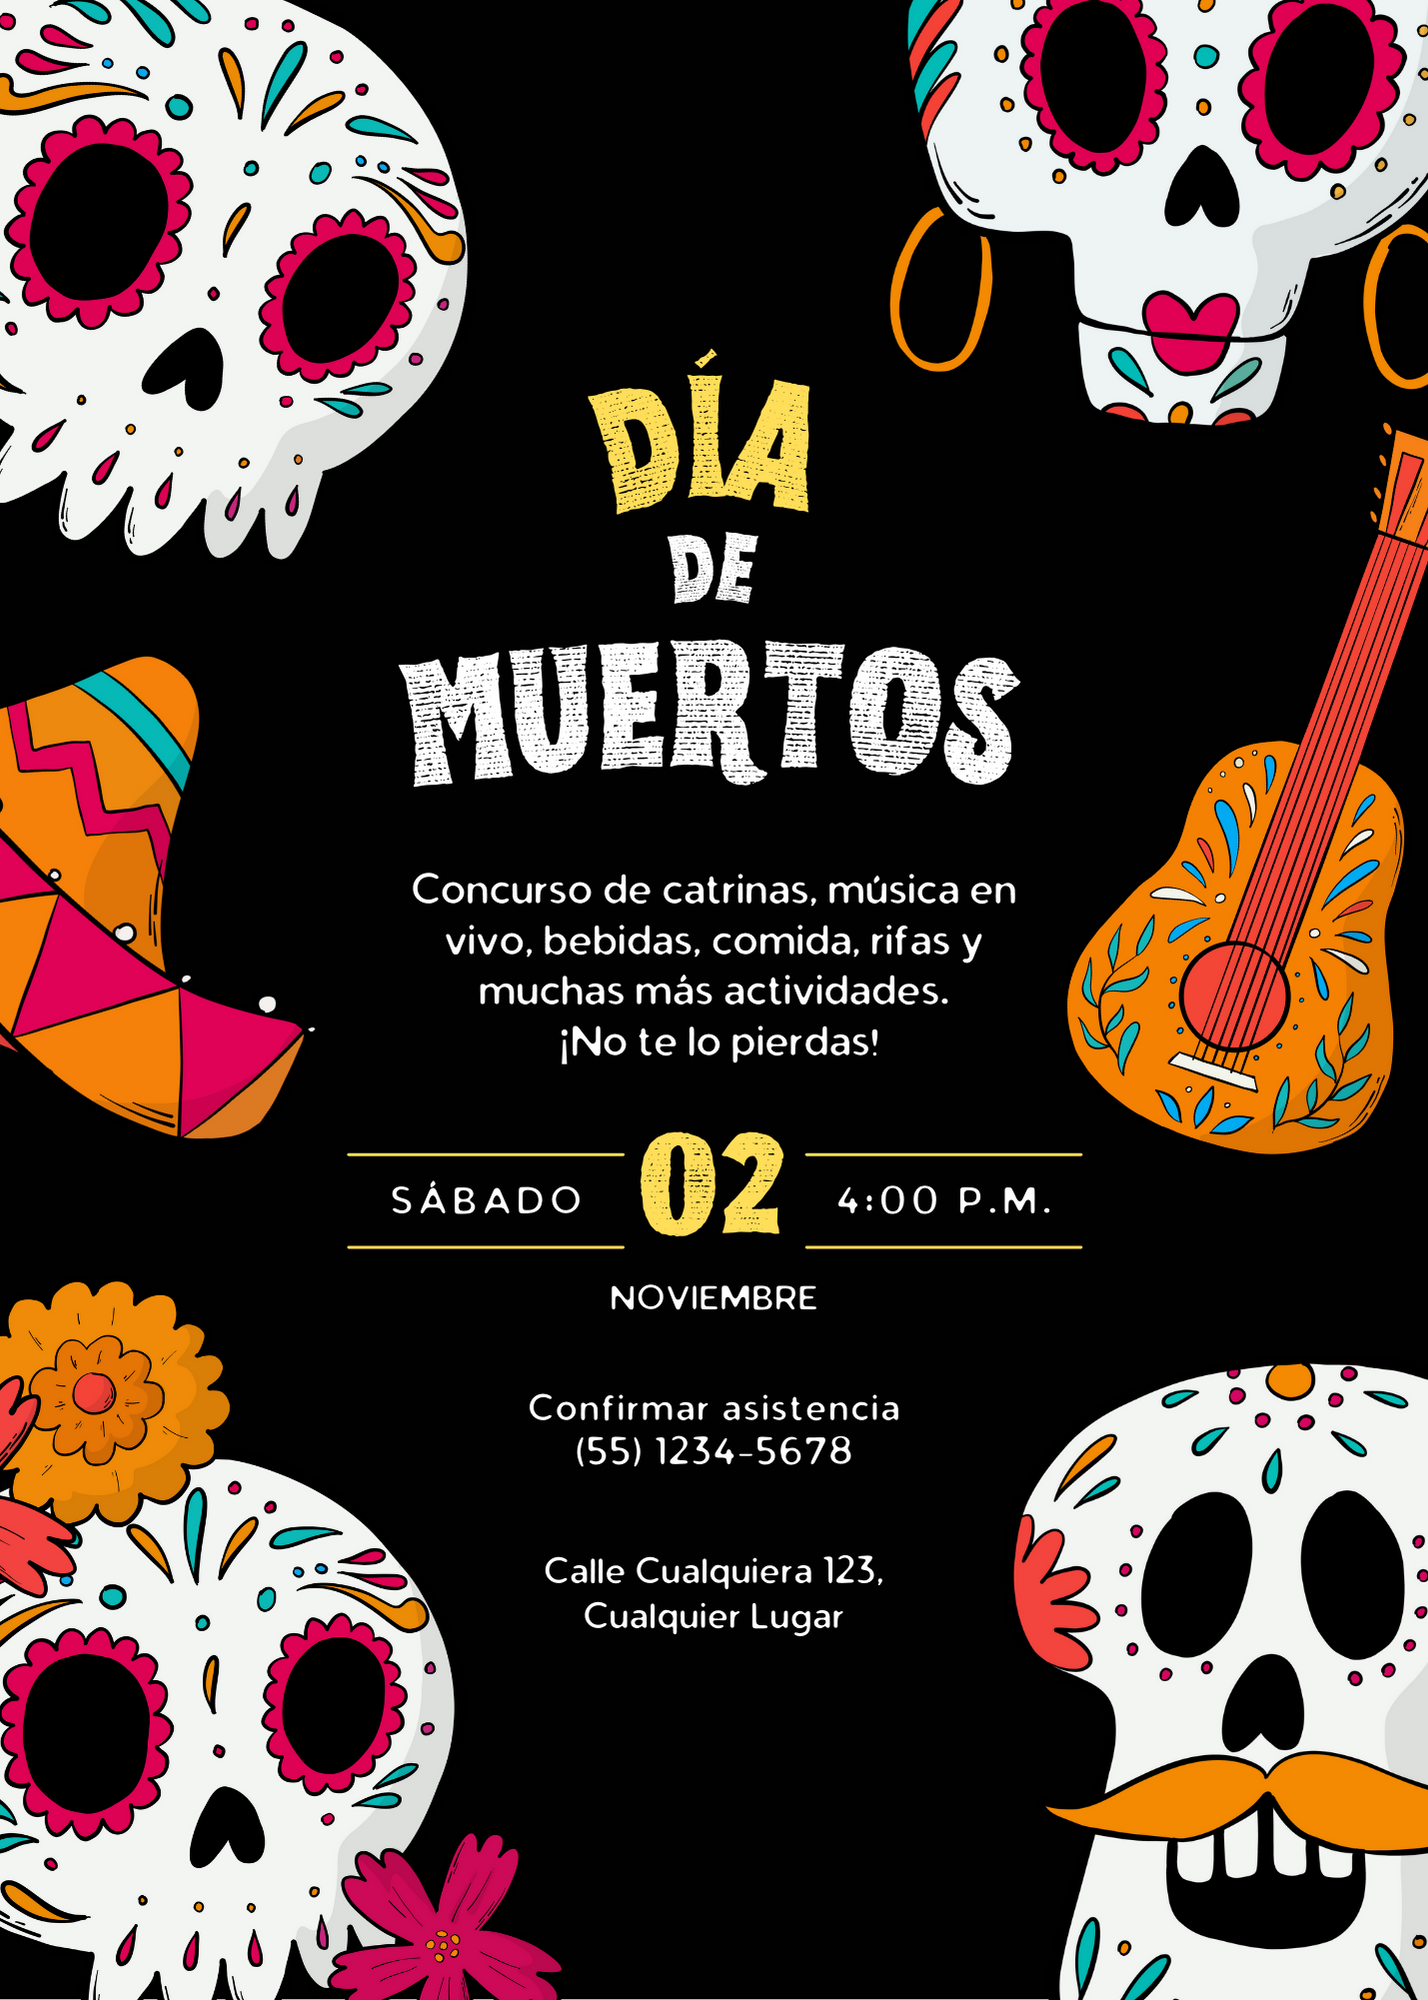 DÍA
DE
MUERTOS
Concurso de catrinas, música en
vivo, bebidas, comida, rifas y
muchas más actividades.
¡No te lo pierdas!
SÁBADO 02 4:00 P.M.
NOVIEMBRE
Confirmar asistencia
(55) 1234-5678
Calle Cualquiera 123,
Cualquier Lugar